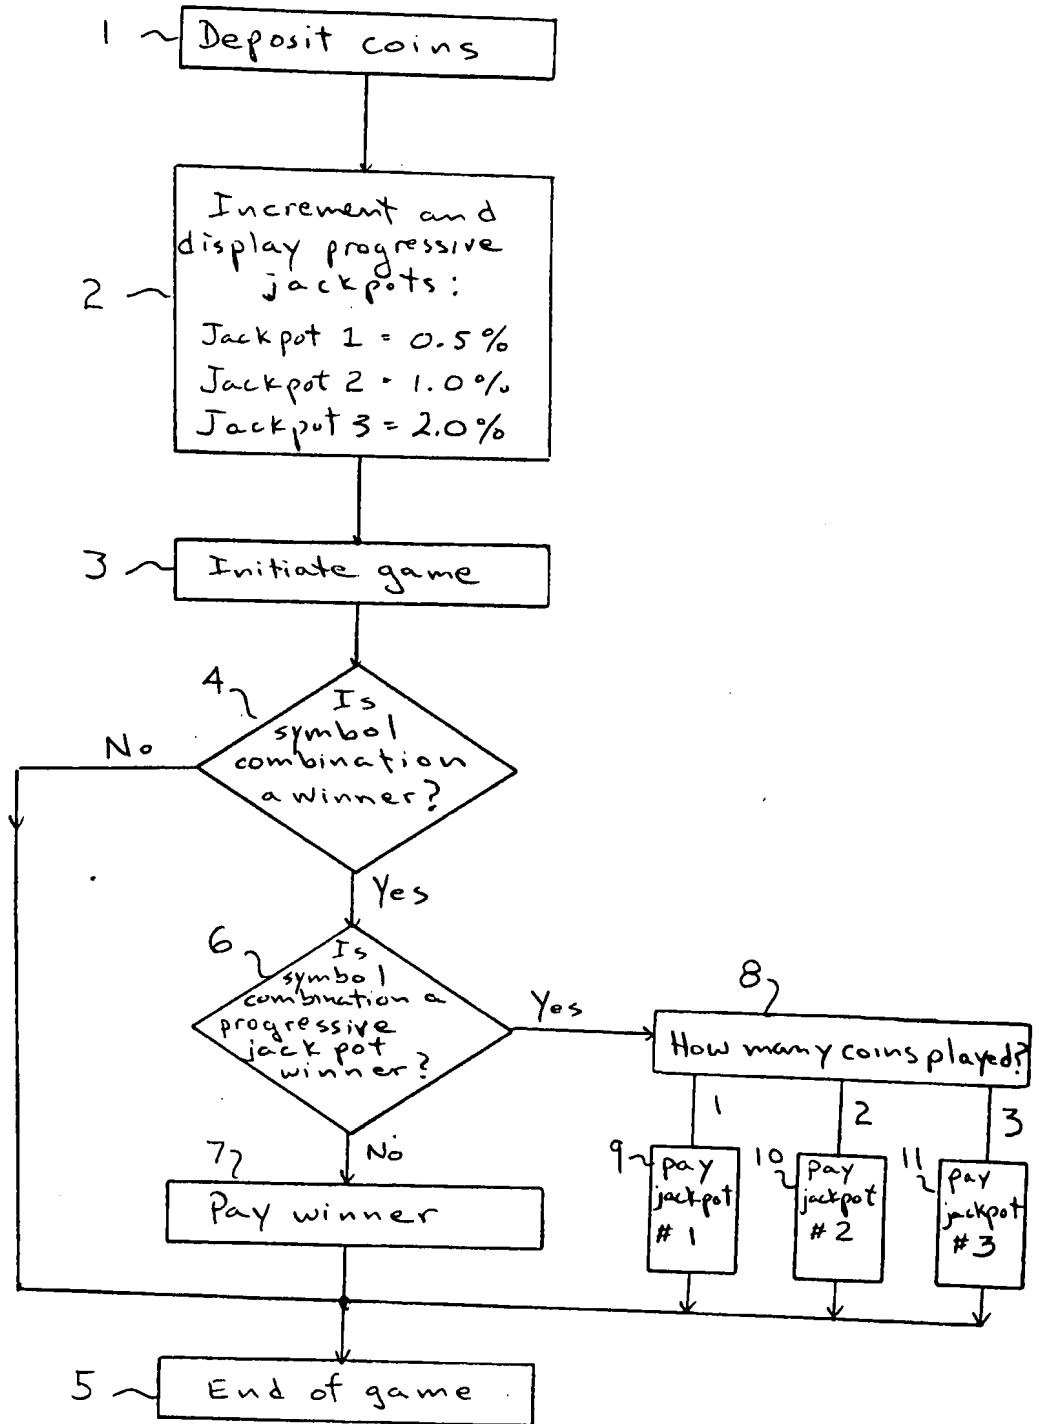 1
Deposit coins
2
Increment and
display progressive
jackpots:
Jackpot 1 = 0.5%
Jackpot 2 = 1.0%
Jackpot 3 = 2.0%
3
Initiate game
4
Is
symbol
combination
a winner?
No
Yes
6
Is
symbol
combination a
progressive
jackpot
winner?
Yes
8
How many coins played?
1
2
3
No
7
Pay winner
9
pay
jackpot
# 1
10
pay
jackpot
# 2
11
pay
jackpot
# 3
5
End of game